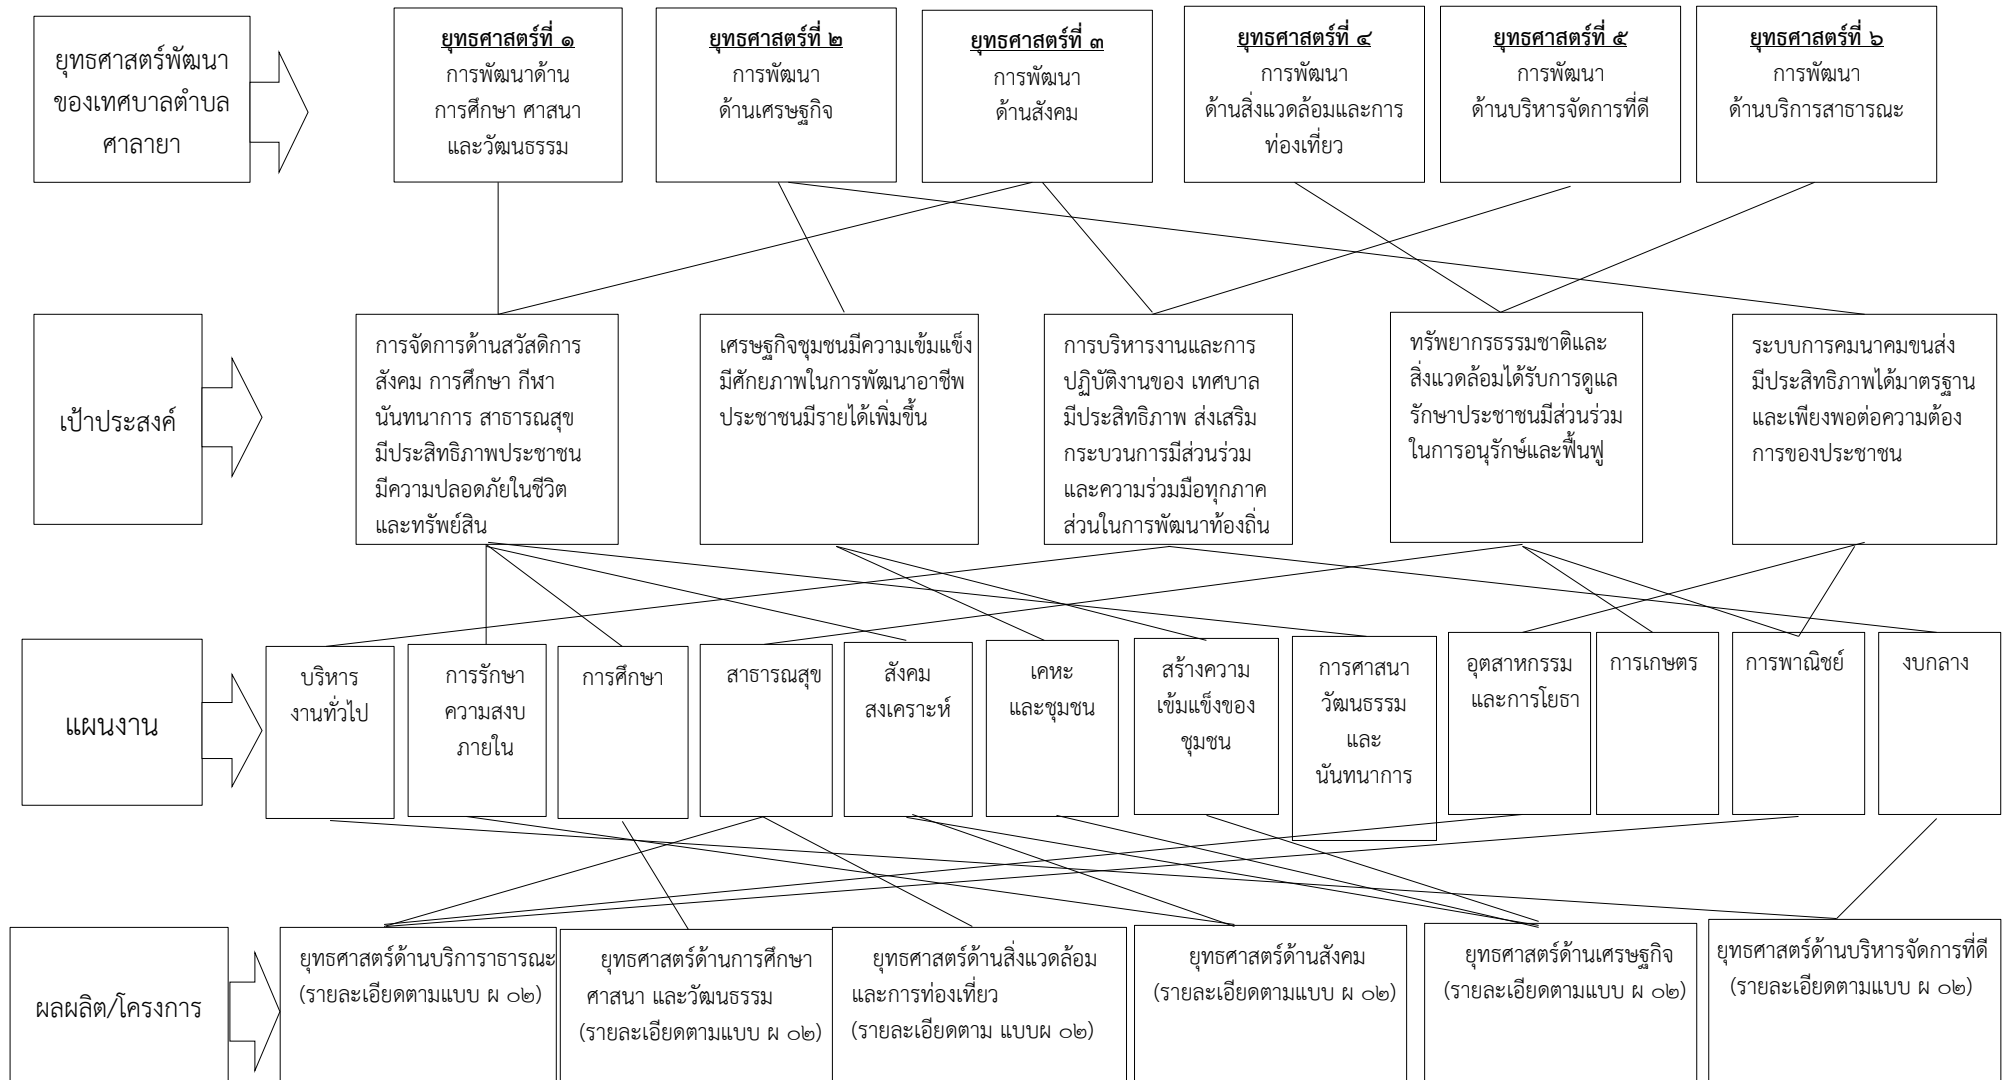 ยุทธศาสตร์พัฒนา
ของเทศบาลตำบล
ศาลายา
ยุทธศาสตร์ที่ ๑
การพัฒนาด้าน
การศึกษา ศาสนา
และวัฒนธรรม
ยุทธศาสตร์ที่ ๒
การพัฒนา
ด้านเศรษฐกิจ
ยุทธศาสตร์ที่ ๓
การพัฒนา
ด้านสังคม
ยุทธศาสตร์ที่ ๔
การพัฒนา
ด้านสิ่งแวดล้อมและการ
ท่องเที่ยว
ยุทธศาสตร์ที่ ๕
การพัฒนา
ด้านบริหารจัดการที่ดี
ยุทธศาสตร์ที่ ๖
การพัฒนา
ด้านบริการสาธารณะ
เป้าประสงค์
การจัดการด้านสวัสดิการ
สังคม การศึกษา กีฬา
นันทนาการ สาธารณสุข
มีประสิทธิภาพประชาชน
มีความปลอดภัยในชีวิต
และทรัพย์สิน
เศรษฐกิจชุมชนมีความเข้มแข็ง
มีศักยภาพในการพัฒนาอาชีพ
ประชาชนมีรายได้เพิ่มขึ้น
การบริหารงานและการ
ปฏิบัติงานของ เทศบาล
มีประสิทธิภาพ ส่งเสริม
กระบวนการมีส่วนร่วม
และความร่วมมือทุกภาค
ส่วนในการพัฒนาท้องถิ่น
ทรัพยากรธรรมชาติและ
สิ่งแวดล้อมได้รับการดูแล
รักษาประชาชนมีส่วนร่วม
ในการอนุรักษ์และฟื้นฟู
ระบบการคมนาคมขนส่ง
มีประสิทธิภาพได้มาตรฐาน
และเพียงพอต่อความต้อง
การของประชาชน
แผนงาน
บริหาร
งานทั่วไป
การรักษา
ความสงบ
ภายใน
การศึกษา
สาธารณสุข
สังคม
สงเคราะห์
เคหะ
และชุมชน
สร้างความ
เข้มแข็งของ
ชุมชน
การศาสนา
วัฒนธรรม
และ
นันทนาการ
อุตสาหกรรม
และการโยธา
การเกษตร
การพาณิชย์
งบกลาง
ผลผลิต/โครงการ
ยุทธศาสตร์ด้านบริการาธารณะ
(รายละเอียดตามแบบ ผ ๐๒)
ยุทธศาสตร์ด้านการศึกษา
ศาสนา และวัฒนธรรม
(รายละเอียดตามแบบ ผ ๐๒)
ยุทธศาสตร์ด้านสิ่งแวดล้อม
และการท่องเที่ยว
(รายละเอียดตาม แบบผ ๐๒)
ยุทธศาสตร์ด้านสังคม
(รายละเอียดตามแบบ ผ ๐๒)
ยุทธศาสตร์ด้านเศรษฐกิจ
(รายละเอียดตามแบบ ผ ๐๒)
ยุทธศาสตร์ด้านบริหารจัดการที่ดี
(รายละเอียดตามแบบ ผ ๐๒)